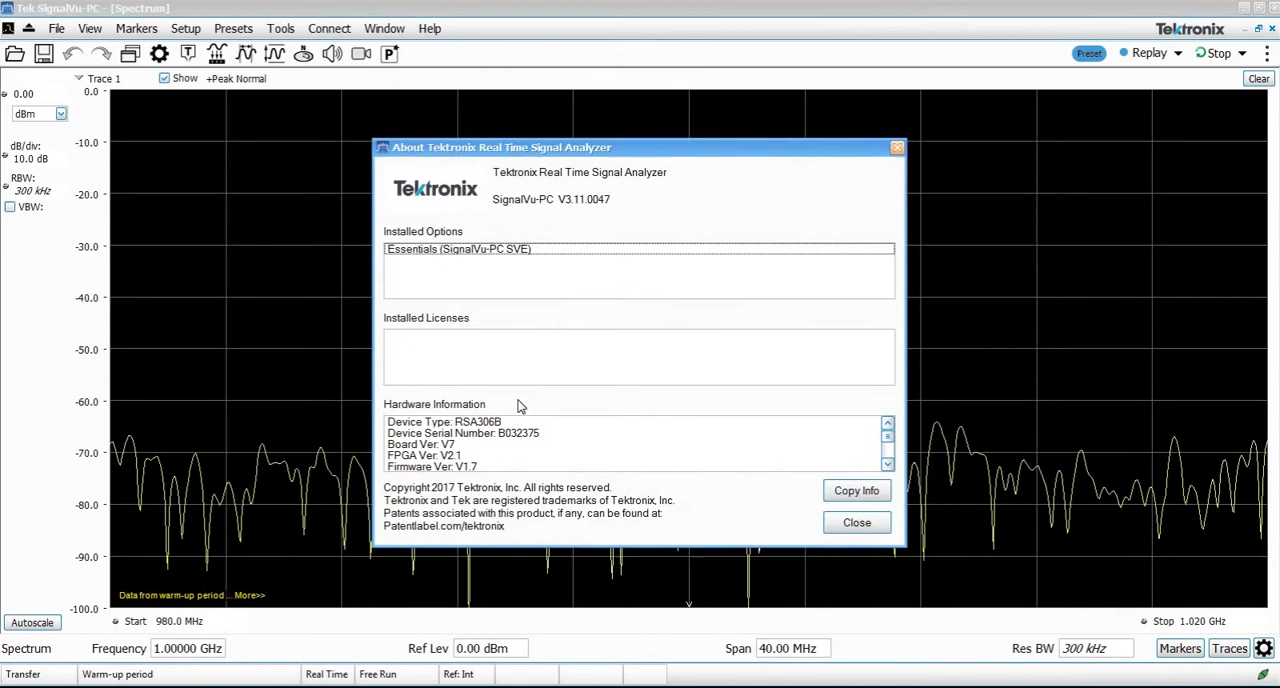 Tek SignalVu-PC - [Spectrum]
File View Markers Setup Presets Tools Connect Window Help
Tektronix
Preset Replay Stop
Trace 1 Show +Peak Normal Clear
0.00
dBm
dB/div:
10.0 dB
RBW:
300 kHz
VBW:
0.0
-10.0
-20.0
-30.0
-40.0
-50.0
-60.0
-70.0
-80.0
-90.0
-100.0
About Tektronix Real Time Signal Analyzer
Tektronix
Tektronix Real Time Signal Analyzer
SignalVu-PC V3.11.0047
Installed Options
Essentials (SignalVu-PC SVE)
Installed Licenses
Hardware Information
Device Type: RSA306B
Device Serial Number: B032375
Board Ver: V7
FPGA Ver: V2.1
Firmware Ver: V1.7
Copyright 2017 Tektronix, Inc. All rights reserved.
Tektronix and Tek are registered trademarks of Tektronix, Inc.
Patents associated with this product, if any, can be found at:
Patentlabel.com/tektronix
Copy Info
Close
Data from warm-up period ... More>>
Autoscale Start 980.0 MHz Stop 1.020 GHz
Spectrum Frequency 1.00000 GHz Ref Lev 0.00 dBm Span 40.00 MHz Res BW 300 kHz Markers Traces
Transfer Warm-up period Real Time Free Run Ref: Int